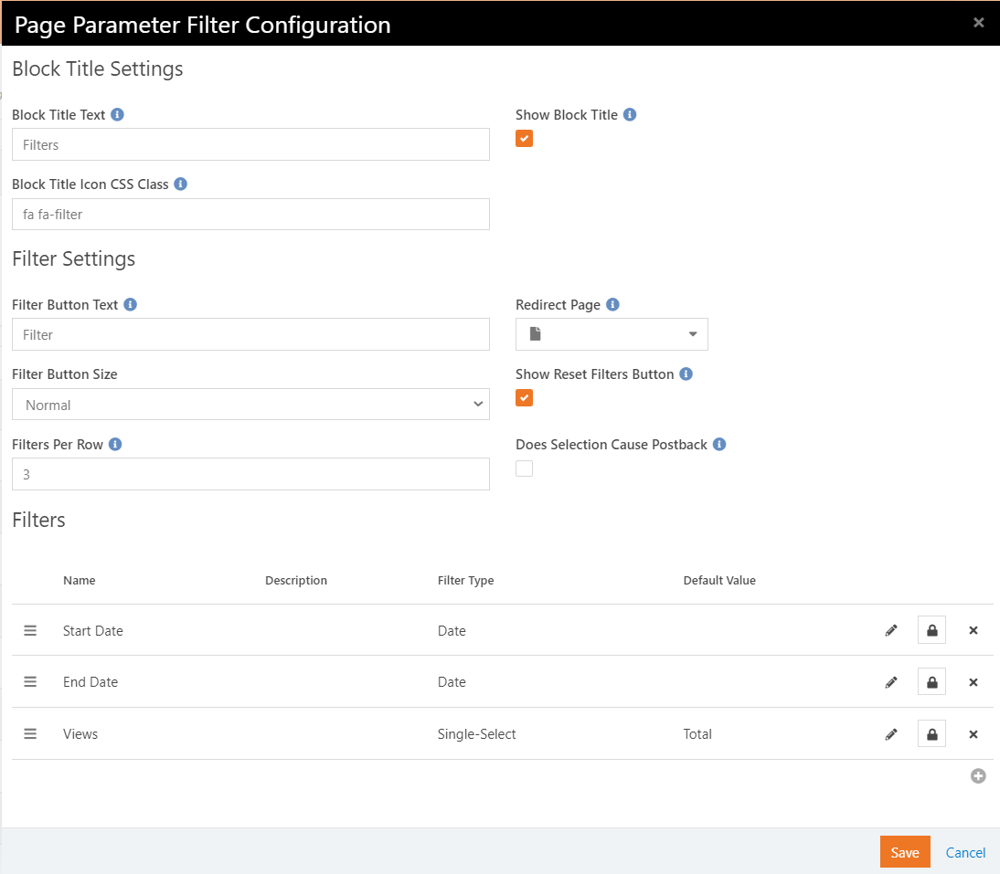 Page Parameter Filter Configuration
Block Title Settings
Block Title Text
Show Block Title
Filters
Block Title Icon CSS Class
fa fa-filter
Filter Settings
Filter Button Text
Redirect Page
Filter
Filter Button Size
Show Reset Filters Button
Normal
Filters Per Row
Does Selection Cause Postback
3
Filters
Name Description Filter Type Default Value
Start Date Date
End Date Date
Views Single-Select Total
Save Cancel